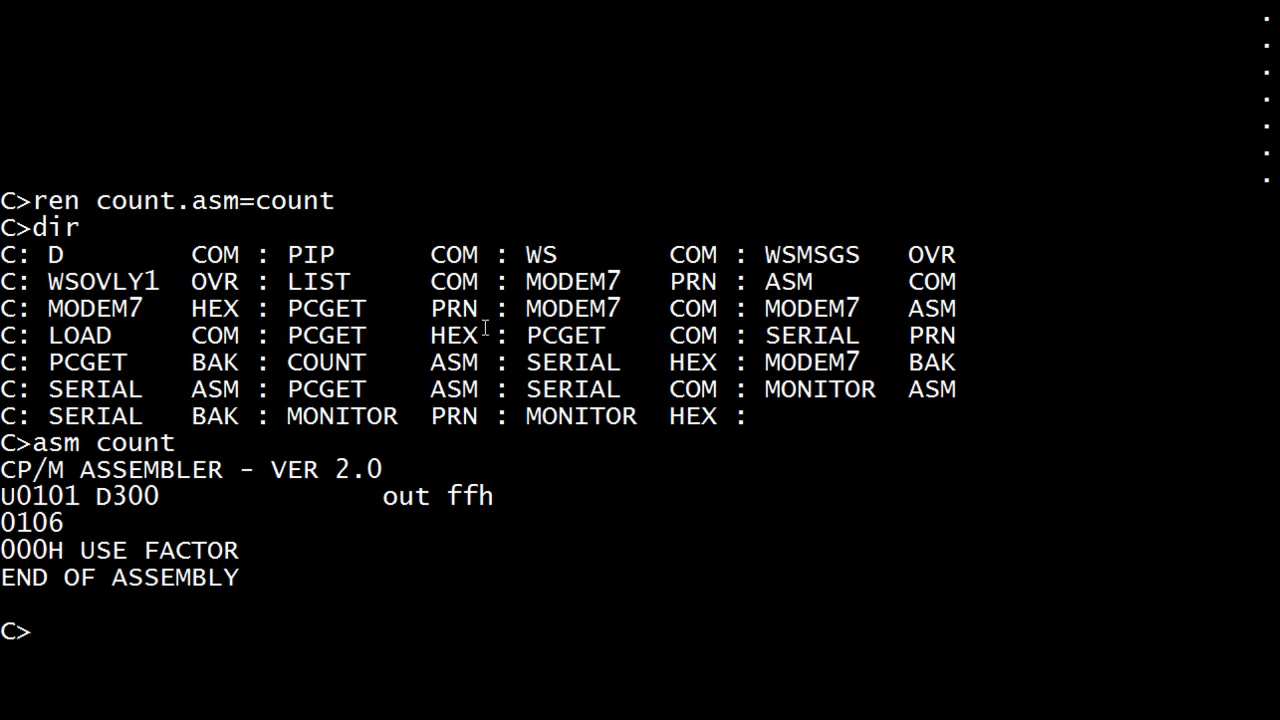 C>ren count.asm=count
C>dir
C: D        COM : PIP      COM : WS       COM : WSMSGS   OVR
C: WSOVLY1  OVR : LIST     COM : MODEM7   PRN : ASM      COM
C: MODEM7   HEX : PCGET    PRN : MODEM7   COM : MODEM7   ASM
C: LOAD     COM : PCGET    HEX : PCGET    COM : SERIAL   PRN
C: PCGET    BAK : COUNT    ASM : SERIAL   HEX : MODEM7   BAK
C: SERIAL   ASM : PCGET    ASM : SERIAL   COM : MONITOR  ASM
C: SERIAL   BAK : MONITOR  PRN : MONITOR  HEX :
C>asm count
CP/M ASSEMBLER - VER 2.0
U0101 D300              out ffh
0106
000H USE FACTOR
END OF ASSEMBLY
C>